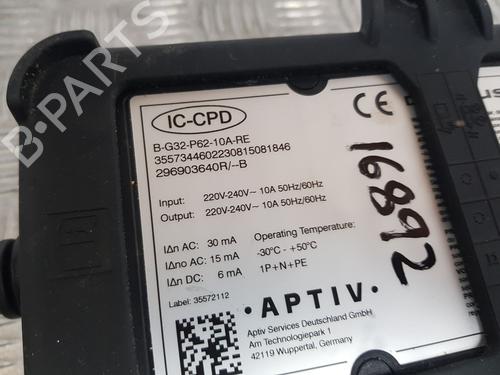 B-PARTS
IC-CPD
CE
B-G32-P62-10A-RE
3557344602230815081846
296903640R/--B
Input: 220V-240V~ 10A 50Hz/60Hz
Output: 220V-240V~ 10A 50Hz/60Hz
IΔn AC: 30 mA
IΔno AC: 15 mA
IΔn DC: 6 mA
Operating Temperature:
-30°C - +50°C
1P+N+PE
Label: 35572112
• APTIV •
Aptiv Services Deutschland GmbH
Am Technologiepark 1
42119 Wuppertal, Germany
16892